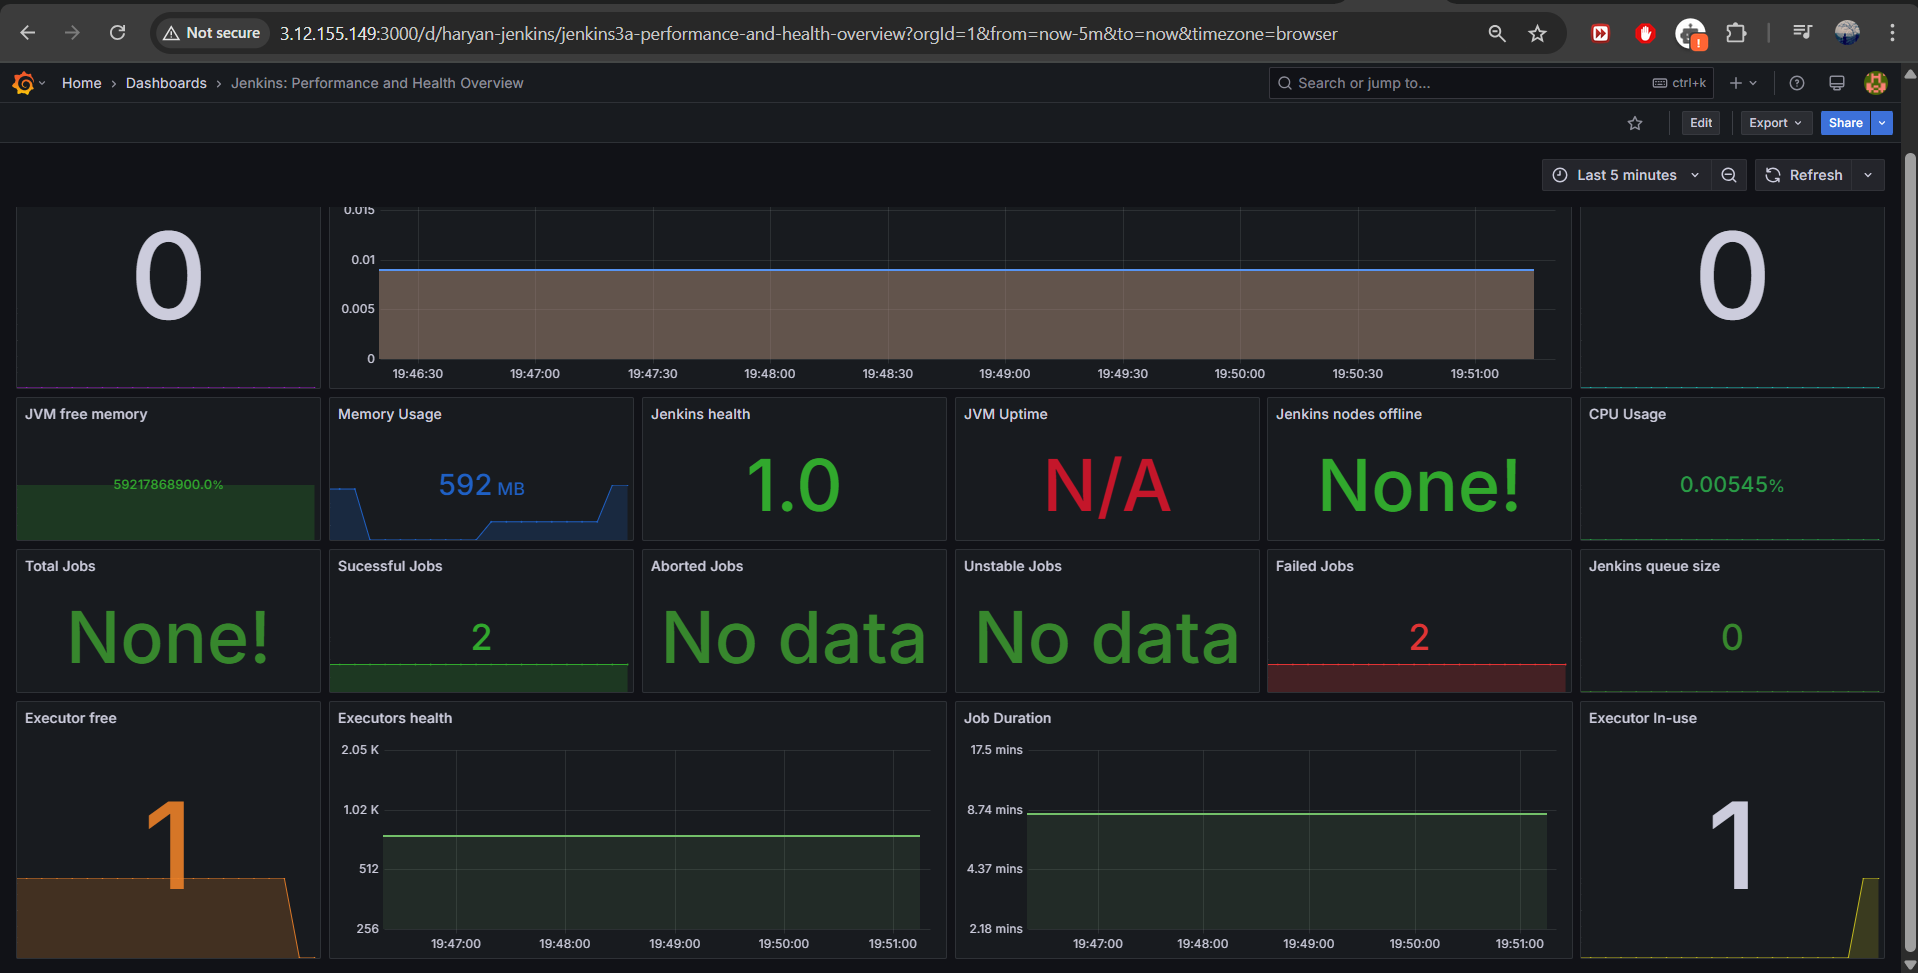 Not secure 3.12.155.149:3000/d/haryan-jenkins/jenkins3a-performance-and-health-overview?orgId=1&from=now-5m&to=now&timezone=browser
Home › Dashboards › Jenkins: Performance and Health Overview
Search or jump to... ctrl+k
Edit Export Share
Last 5 minutes Refresh
0
0.015
0.01
0.005
0
19:46:30 19:47:00 19:47:30 19:48:00 19:48:30 19:49:00 19:49:30 19:50:00 19:50:30 19:51:00
0
JVM free memory
59217868900.0%
Memory Usage
592 MB
Jenkins health
1.0
JVM Uptime
N/A
Jenkins nodes offline
None!
CPU Usage
0.00545%
Total Jobs
None!
Sucessful Jobs
2
Aborted Jobs
No data
Unstable Jobs
No data
Failed Jobs
2
Jenkins queue size
0
Executor free
1
Executors health
2.05 K
1.02 K
512
256
19:47:00 19:48:00 19:49:00 19:50:00 19:51:00
Job Duration
17.5 mins
8.74 mins
4.37 mins
2.18 mins
19:47:00 19:48:00 19:49:00 19:50:00 19:51:00
Executor In-use
1